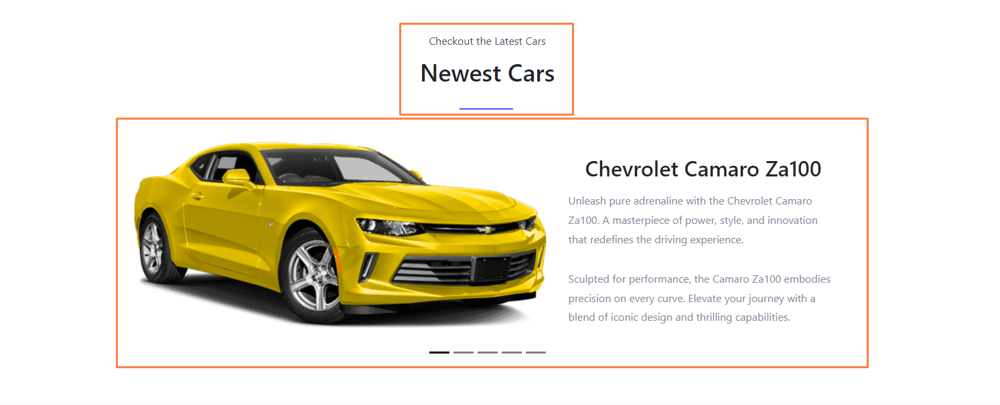 Checkout the Latest Cars
Newest Cars
Chevrolet Camaro Za100
Unleash pure adrenaline with the Chevrolet Camaro
Za100. A masterpiece of power, style, and innovation
that redefines the driving experience.
Sculpted for performance, the Camaro Za100 embodies
precision on every curve. Elevate your journey with a
blend of iconic design and thrilling capabilities.